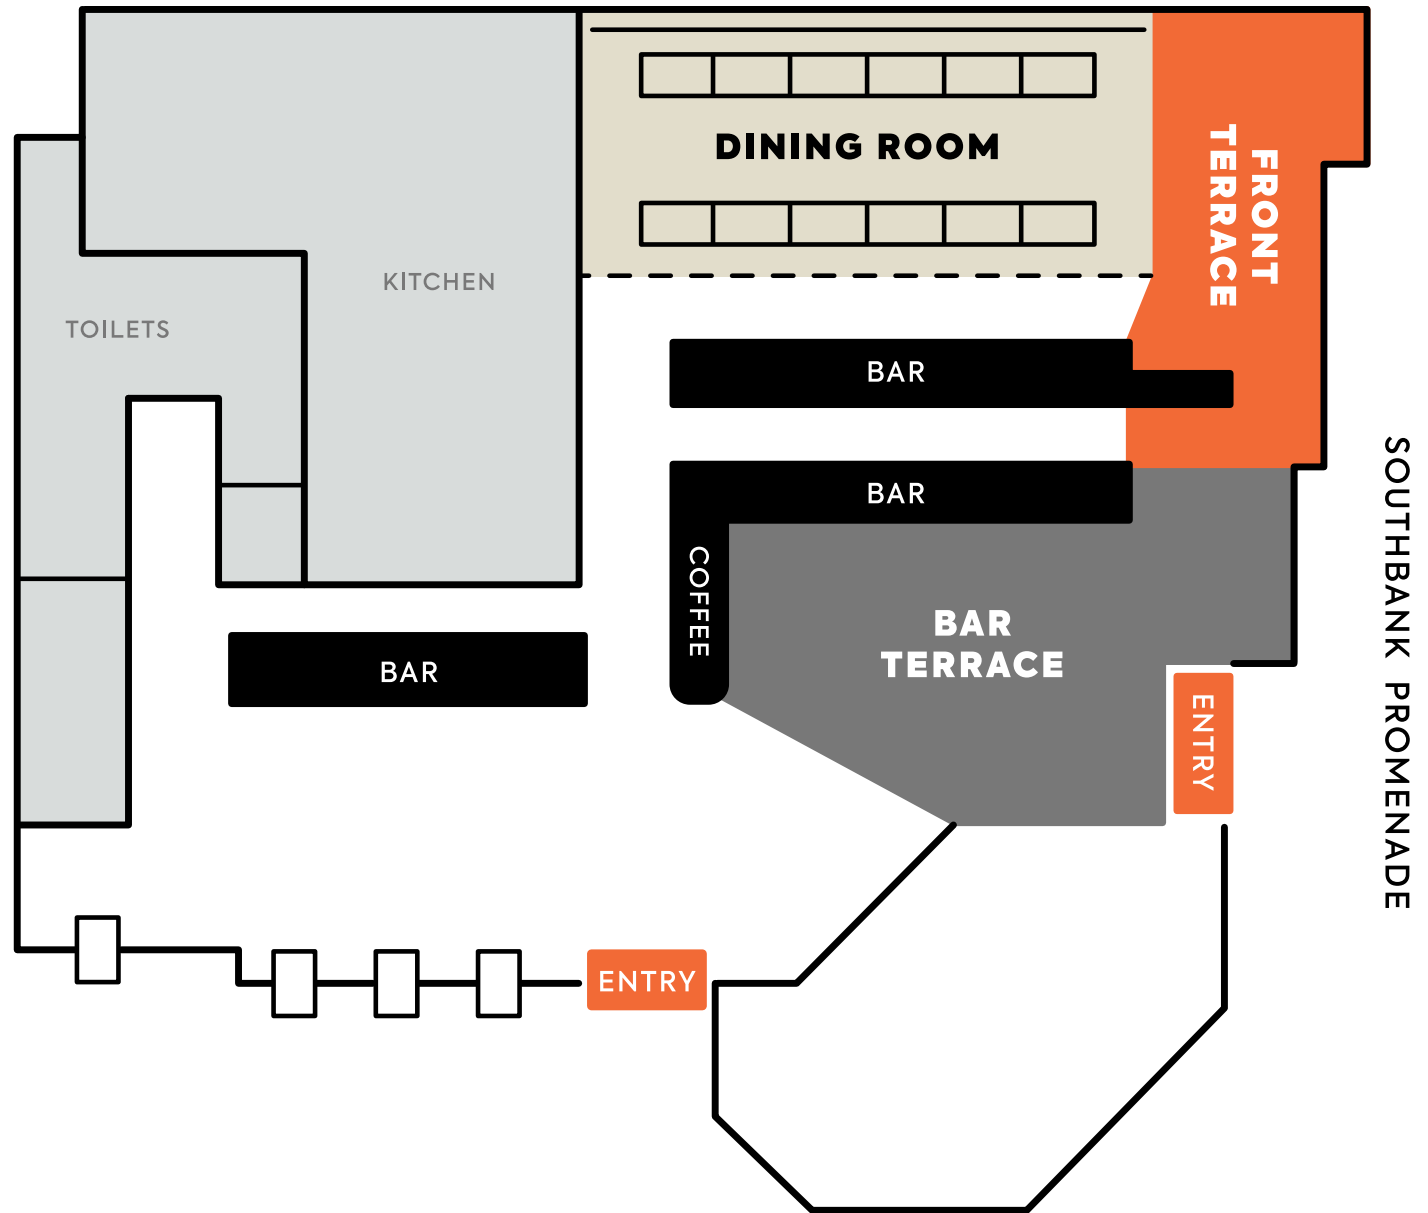 DINING ROOM
FRONT
TERRACE
KITCHEN
TOILETS
BAR
BAR
COFFEE
BAR
TERRACE
BAR
ENTRY
ENTRY
SOUTHBANK PROMENADE